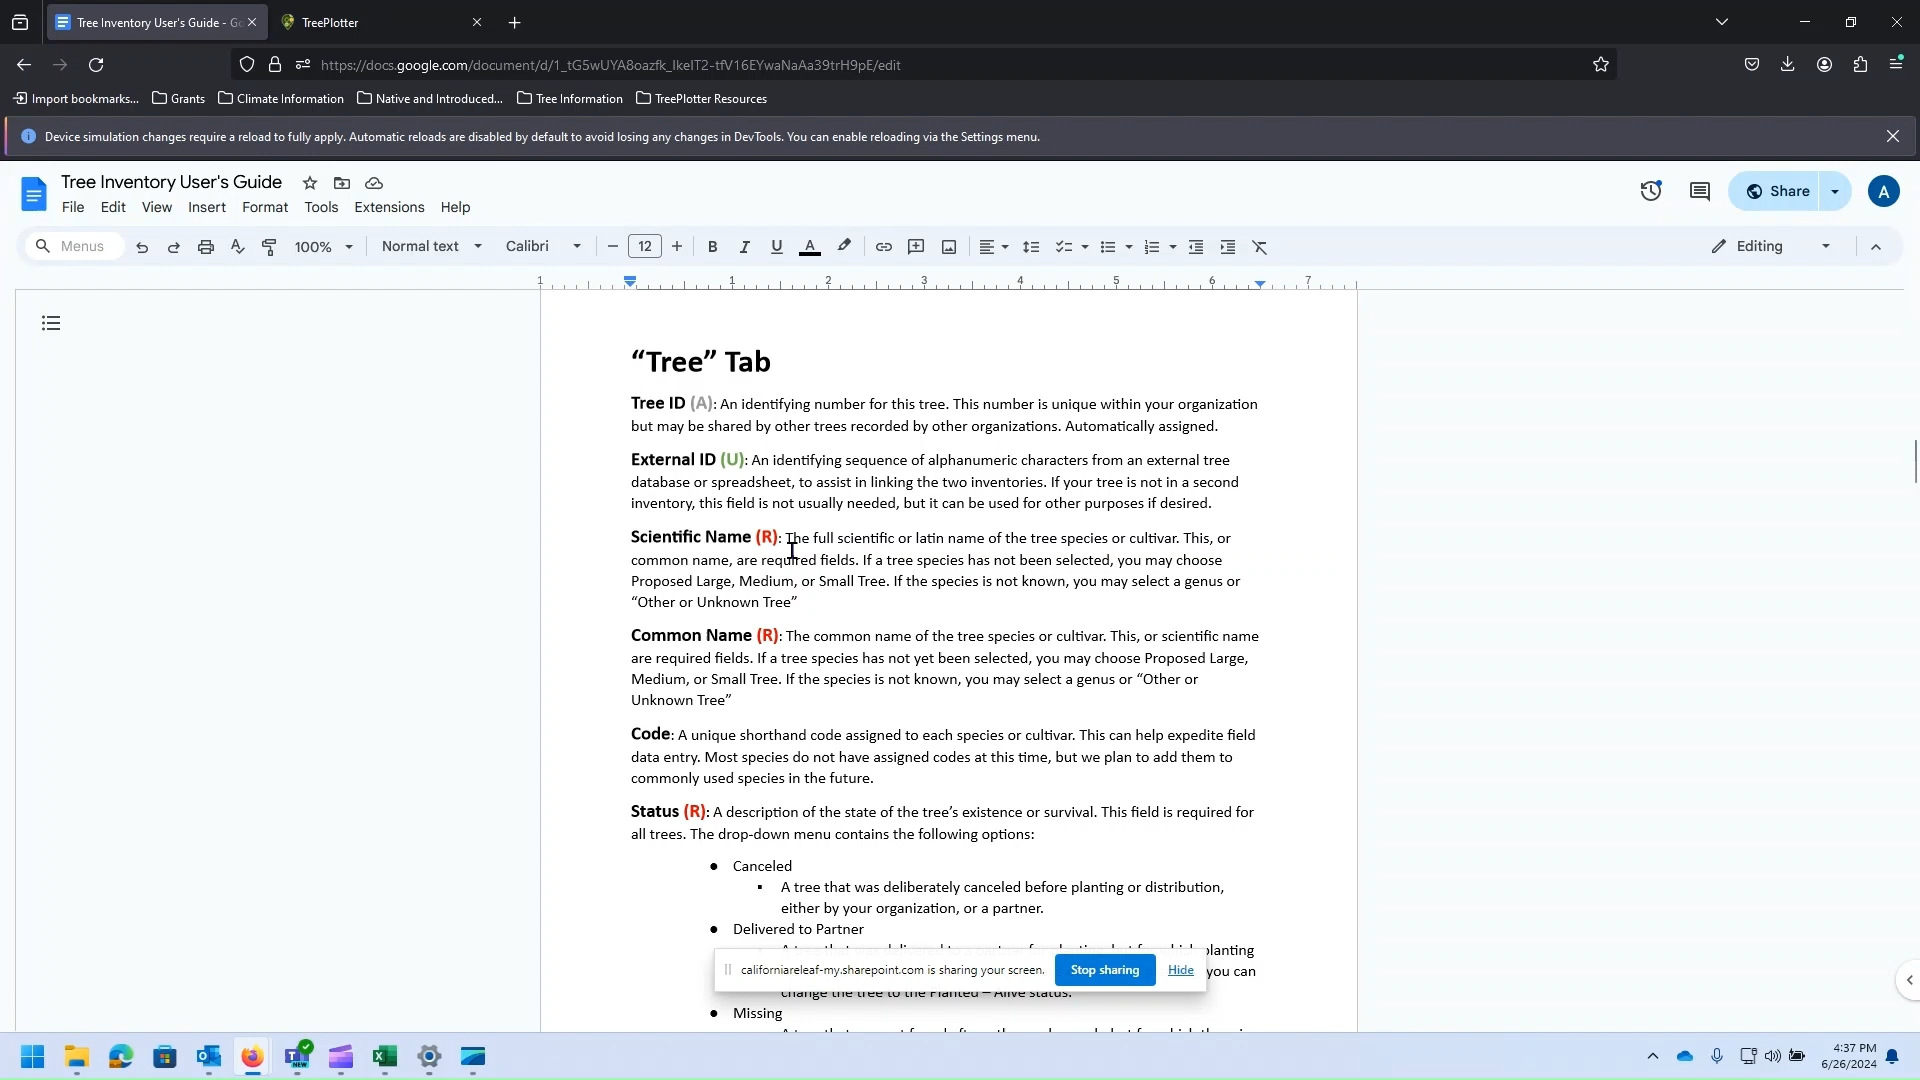 Tree Inventory User's Guide - Go
TreePlotter
https://docs.google.com/document/d/1_tG5wUYA8oazfk_IkeIT2-tfV16EYwaNaAa39trH9pE/edit
Import bookmarks...
Grants
Climate Information
Native and Introduced...
Tree Information
TreePlotter Resources
Device simulation changes require a reload to fully apply. Automatic reloads are disabled by default to avoid losing any changes in DevTools. You can enable reloading via the Settings menu.
Tree Inventory User's Guide
File Edit View Insert Format Tools Extensions Help
Share
A
Menus
100%
Normal text
Calibri
12
B I U A
Editing
1 1 2 3 4 5 6 7
“Tree” Tab
Tree ID (A): An identifying number for this tree. This number is unique within your organization
but may be shared by other trees recorded by other organizations. Automatically assigned.
External ID (U): An identifying sequence of alphanumeric characters from an external tree
database or spreadsheet, to assist in linking the two inventories. If your tree is not in a second
inventory, this field is not usually needed, but it can be used for other purposes if desired.
Scientific Name (R): The full scientific or latin name of the tree species or cultivar. This, or
common name, are required fields. If a tree species has not been selected, you may choose
Proposed Large, Medium, or Small Tree. If the species is not known, you may select a genus or
“Other or Unknown Tree”
Common Name (R): The common name of the tree species or cultivar. This, or scientific name
are required fields. If a tree species has not yet been selected, you may choose Proposed Large,
Medium, or Small Tree. If the species is not known, you may select a genus or “Other or
Unknown Tree”
Code: A unique shorthand code assigned to each species or cultivar. This can help expedite field
data entry. Most species do not have assigned codes at this time, but we plan to add them to
commonly used species in the future.
Status (R): A description of the state of the tree’s existence or survival. This field is required for
all trees. The drop-down menu contains the following options:
● Canceled
▪ A tree that was deliberately canceled before planting or distribution,
either by your organization, or a partner.
● Delivered to Partner
planting
californiareleaf-my.sharepoint.com is sharing your screen.
Stop sharing
Hide
you can
change the tree to the Planted – Alive status.
● Missing
4:37 PM
6/26/2024